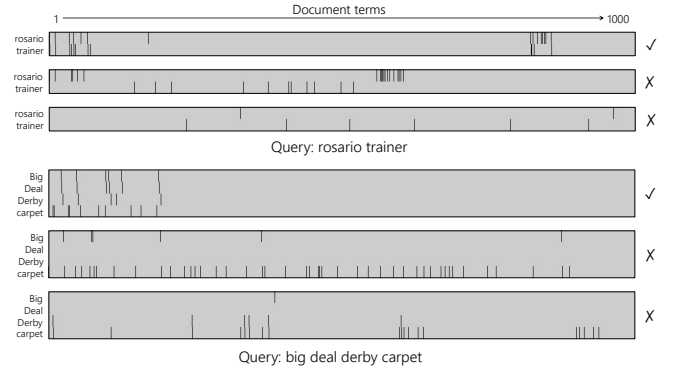 Document terms
1 1000
rosario
trainer ✓
rosario
trainer ✗
rosario
trainer ✗
Query: rosario trainer
Big
Deal
Derby
carpet ✓
Big
Deal
Derby
carpet ✗
Big
Deal
Derby
carpet ✗
Query: big deal derby carpet